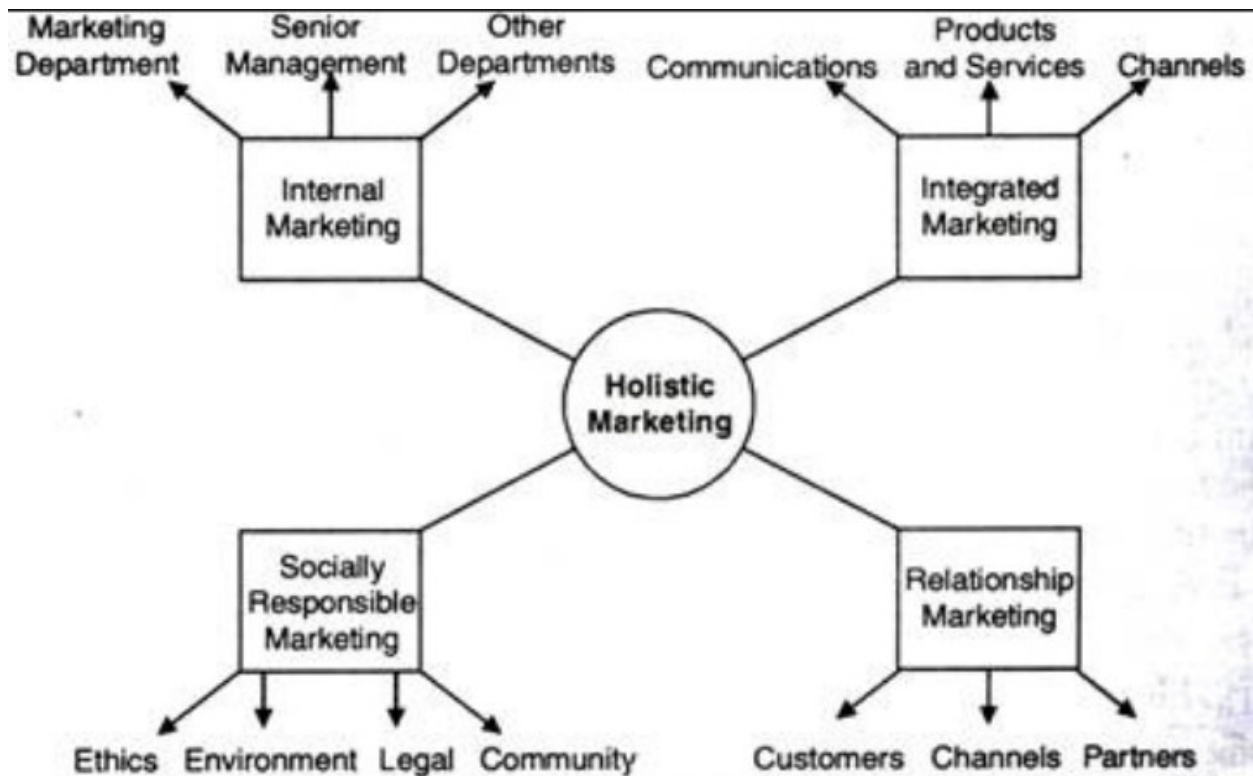 Marketing
Department
Senior
Management
Other
Departments
Communications
Products
and Services
Channels
Internal
Marketing
Integrated
Marketing
Holistic
Marketing
Socially
Responsible
Marketing
Relationship
Marketing
Ethics
Environment
Legal
Community
Customers
Channels
Partners